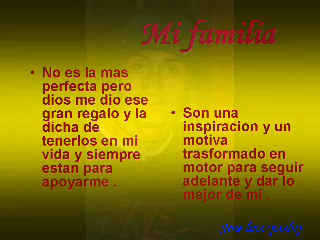 Mi familia
• No es la mas
perfecta pero
dios me dio ese
gran regalo y la
dicha de
tenerlos en mi
vida y siempre
estan para
apoyarme .
• Son una
inspiracion y un
motiva
trasformado en
motor para seguir
adelante y dar lo
mejor de mi .